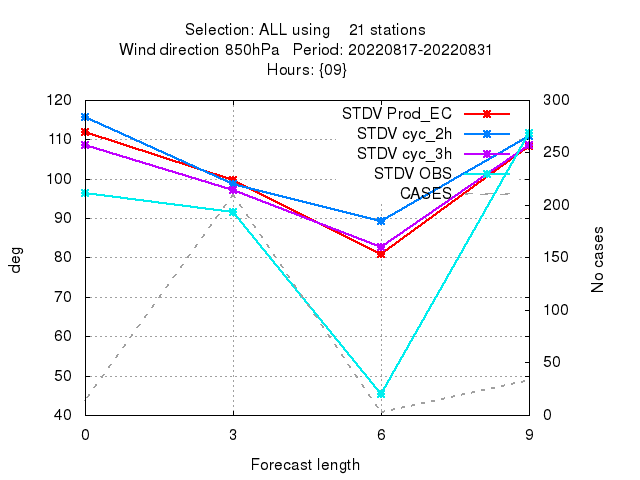 Selection: ALL using 21 stations
Wind direction 850hPa Period: 20220817-20220831
Hours: {09}
120
110
100
90
80
70
60
50
40
300
250
200
150
100
50
0
STDV Prod_EC
STDV cyc_2h
STDV cyc_3h
STDV OBS
CASES
deg
No cases
0 3 6 9
Forecast length